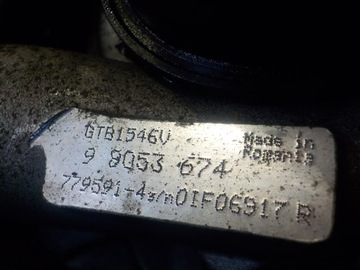 GTB1546V
Made in
Romania
9 8053 674
779591-4 s/n 01F06917 R